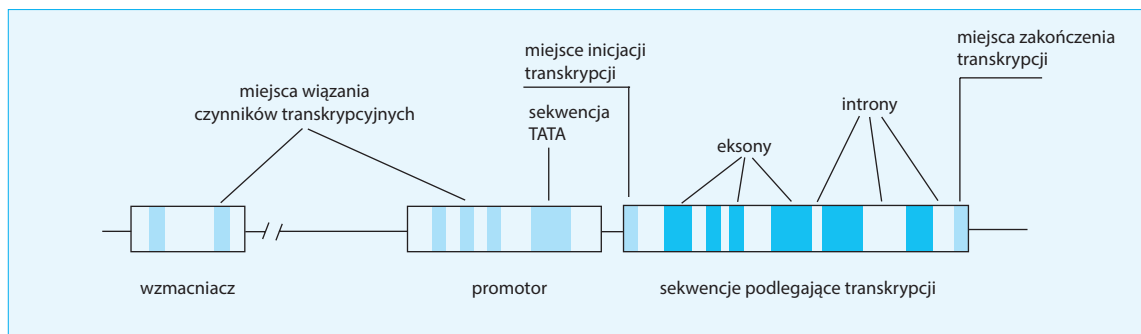 miejsca zakończenia
transkrypcji
miejsce inicjacji
transkrypcji
miejsca wiązania
czynników transkrypcyjnych
sekwencja
TATA
introny
eksony
wzmacniacz
promotor
sekwencje podlegające transkrypcji